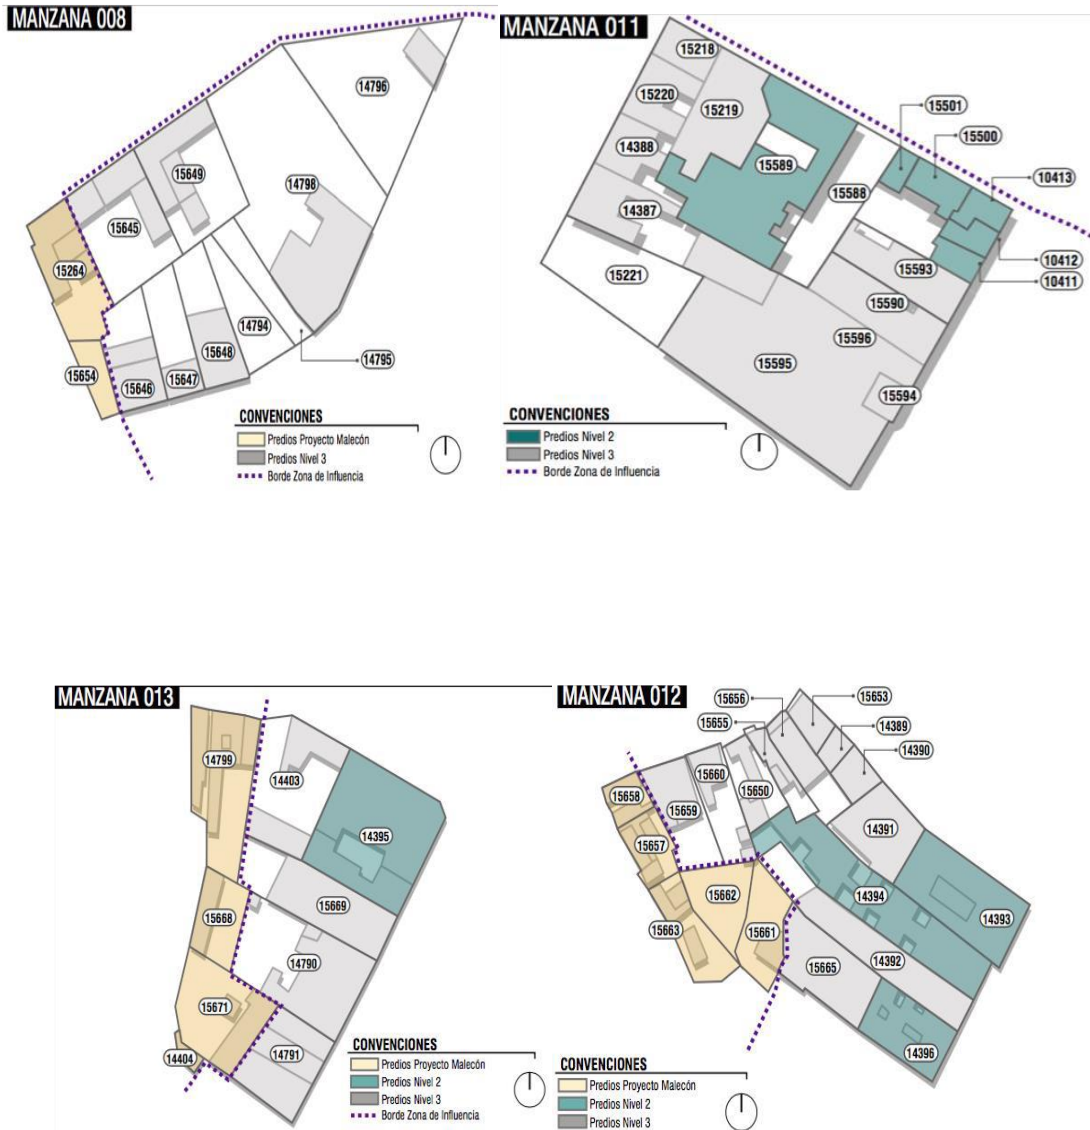 MANZANA 008
14796
15649
14798
15645
15264
14794
15648
14795
15654
15647
15646
CONVENCIONES
Predios Proyecto Malecón
Predios Nivel 3
Borde Zona de Influencia
MANZANA 011
15218
15501
15220
15219
15500
14388
15589
10413
15588
14387
10412
15593
15221
10411
15590
15596
15595
15594
CONVENCIONES
Predios Nivel 2
Predios Nivel 3
Borde Zona de Influencia
MANZANA 013
14799
14403
14395
15669
15668
14790
15671
14404
14791
CONVENCIONES
Predios Proyecto Malecón
Predios Nivel 2
Predios Nivel 3
Borde Zona de Influencia
MANZANA 012
15656
15653
15655
14389
14390
15660
15658
15650
15659
14391
15657
15662
14394
14393
15663
15661
14392
15665
14396
CONVENCIONES
Predios Proyecto Malecón
Predios Nivel 2
Predios Nivel 3